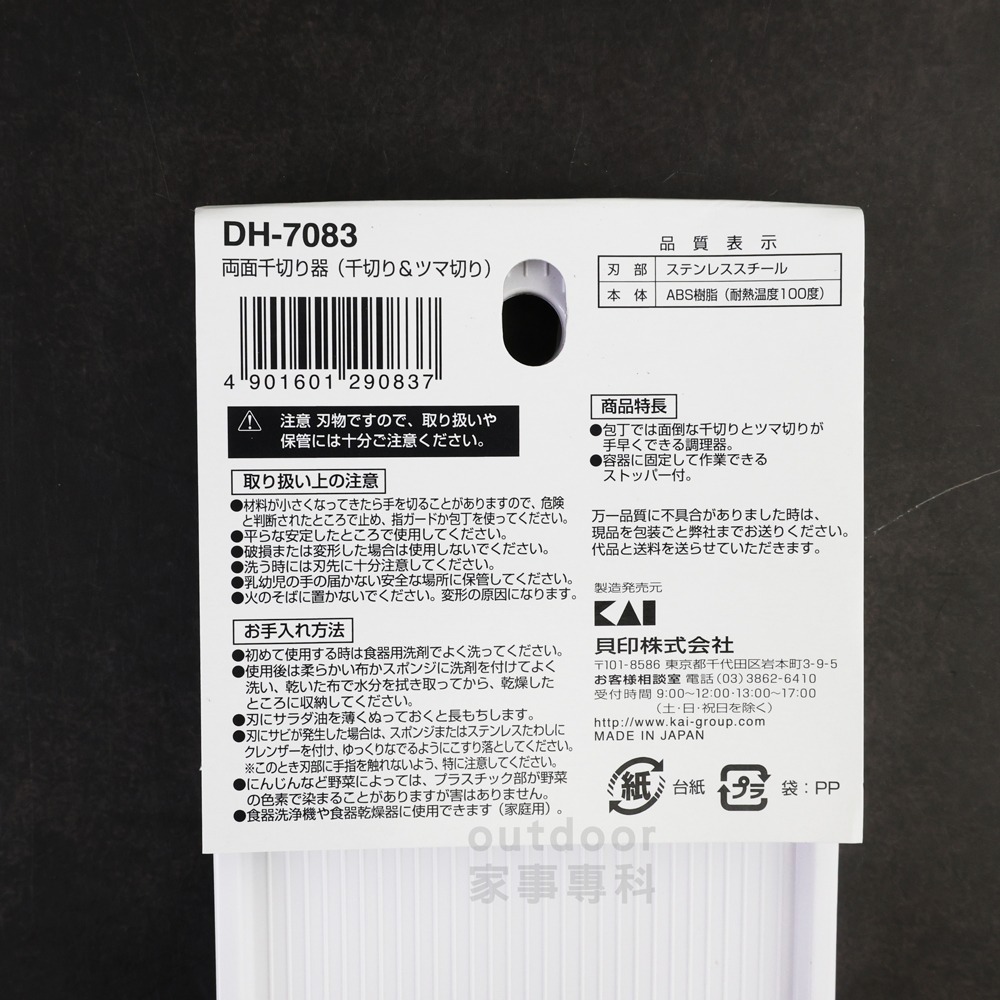 DH-7083
両面千切り器（千切り＆ツマ切り）
4 901601 290837
注意 刃物ですので、取り扱いや
保管には十分ご注意ください。
取り扱い上の注意
●材料が小さくなってきたら手を切ることがありますので、危険
と判断されたところで止め、指ガードか包丁を使ってください。
●平らな安定したところで使用してください。
●破損または変形した場合は使用しないでください。
●洗う時には刃先に十分注意してください。
●乳幼児の手の届かない安全な場所に保管してください。
●火のそばに置かないでください。変形の原因になります。
お手入れ方法
●初めて使用する時は食器用洗剤でよく洗ってください。
●使用後は柔らかい布かスポンジに洗剤を付けてよく
洗い、乾いた布で水分を拭き取ってから、乾燥した
ところに収納してください。
●刃にサラダ油を薄くぬっておくと長もちします。
●刃にサビが発生した場合は、スポンジまたはステンレスたわしに
クレンザーを付け、ゆっくりなでるようにこすり落としてください。
※このとき刃部に手指を触れないよう、特に注意してください。
●にんじんなど野菜によっては、プラスチック部が野菜
の色素で染まることがありますが害はありません。
●食器洗浄機や食器乾燥器に使用できます（家庭用）。
品質表示
刃部 ステンレススチール
本体 ABS樹脂（耐熱温度100度）
商品特長
●包丁では面倒な千切りとツマ切りが
手早くできる調理器。
●容器に固定して作業できる
ストッパー付。
万一品質に不具合がありました時は、
現品を包装ごと弊社までお送りください。
代品と送料を送らせていただきます。
製造発売元
KAI
貝印株式会社
〒101-8586 東京都千代田区岩本町3-9-5
お客様相談室 電話(03)3862-6410
受付時間 9:00～12:00・13:00～17:00
（土・日・祝日を除く）
http://www.kai-group.com
MADE IN JAPAN
紙 台紙 プラ 袋：PP
outdoor
家事專科